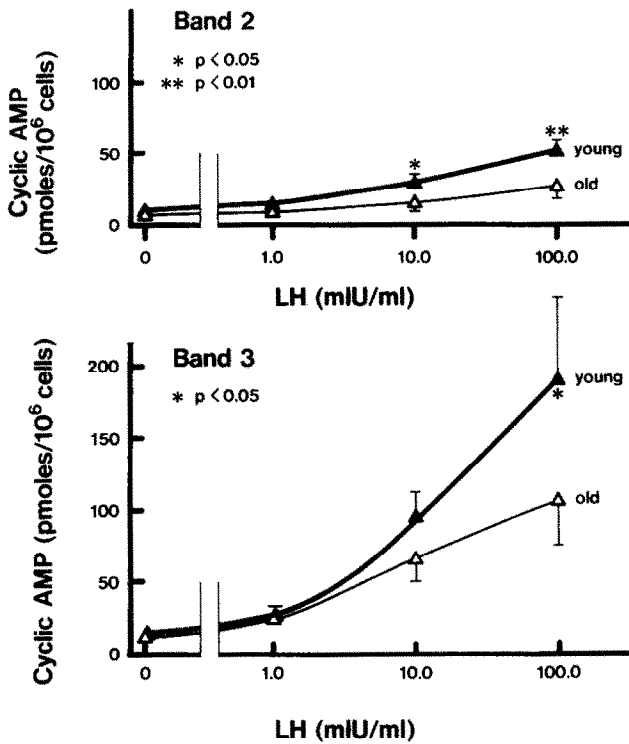 Band 2
* p < 0.05
** p < 0.01
Cyclic AMP
(pmoles/10⁶ cells)
100
50
0
*
**
young
old
0 1.0 10.0 100.0
LH (mIU/ml)
Band 3
* p < 0.05
Cyclic AMP (pmoles/10⁶ cells)
200
150
100
50
0
young
*
old
0 1.0 10.0 100.0
LH (mIU/ml)